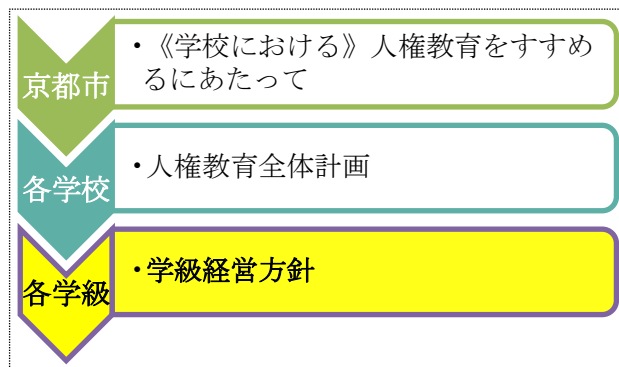 京都市
・《学校における》人権教育をすすめ
るにあたって
各学校
・人権教育全体計画
各学級
・学級経営方針